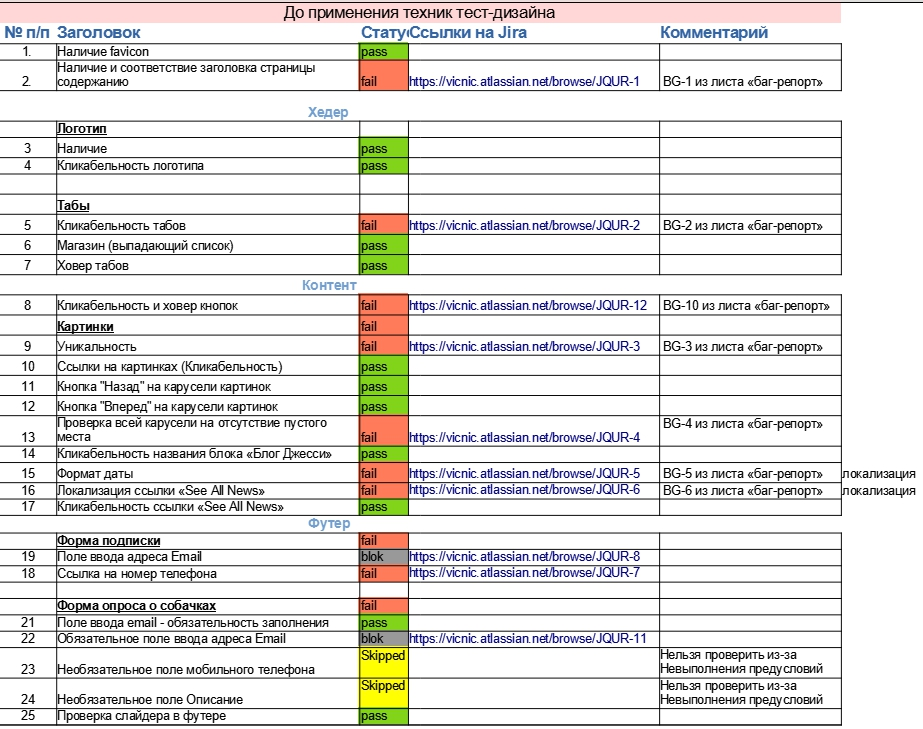 До применения техник тест-дизайна
№ п/п Заголовок Статус Ссылки на Jira Комментарий
1. Наличие favicon pass
Наличие и соответствие заголовка страницы
2. содержанию fail https://vicnic.atlassian.net/browse/JQUR-1 BG-1 из листа «баг-репорт»
Хедер
Логотип
3 Наличие pass
4 Кликабельность логотипа pass
Табы
5 Кликабельность табов fail https://vicnic.atlassian.net/browse/JQUR-2 BG-2 из листа «баг-репорт»
6 Магазин (выпадающий список) pass
7 Ховер табов pass
Контент
8 Кликабельность и ховер кнопок fail https://vicnic.atlassian.net/browse/JQUR-12 BG-10 из листа «баг-репорт»
Картинки fail
9 Уникальность fail https://vicnic.atlassian.net/browse/JQUR-3 BG-3 из листа «баг-репорт»
10 Ссылки на картинках (Кликабельность) pass
11 Кнопка "Назад" на карусели картинок pass
12 Кнопка "Вперед" на карусели картинок pass
Проверка всей карусели на отсутствие пустого BG-4 из листа «баг-репорт»
13 места fail https://vicnic.atlassian.net/browse/JQUR-4
14 Кликабельность названия блока «Блог Джесси» pass
15 Формат даты fail https://vicnic.atlassian.net/browse/JQUR-5 BG-5 из листа «баг-репорт» локализация
16 Локализация ссылки «See All News» fail https://vicnic.atlassian.net/browse/JQUR-6 BG-6 из листа «баг-репорт» локализация
17 Кликабельность ссылки «See All News» pass
Футер
Форма подписки fail
19 Поле ввода адреса Email blok https://vicnic.atlassian.net/browse/JQUR-8
18 Ссылка на номер телефона fail https://vicnic.atlassian.net/browse/JQUR-7
Форма опроса о собачках fail
21 Поле ввода email - обязательность заполнения pass
22 Обязательное поле ввода адреса Email blok https://vicnic.atlassian.net/browse/JQUR-11
Skipped Нельзя проверить из-за
23 Необязательное поле мобильного телефона Невыполнения предусловий
Skipped Нельзя проверить из-за
24 Необязательное поле Описание Невыполнения предусловий
25 Проверка слайдера в футере pass